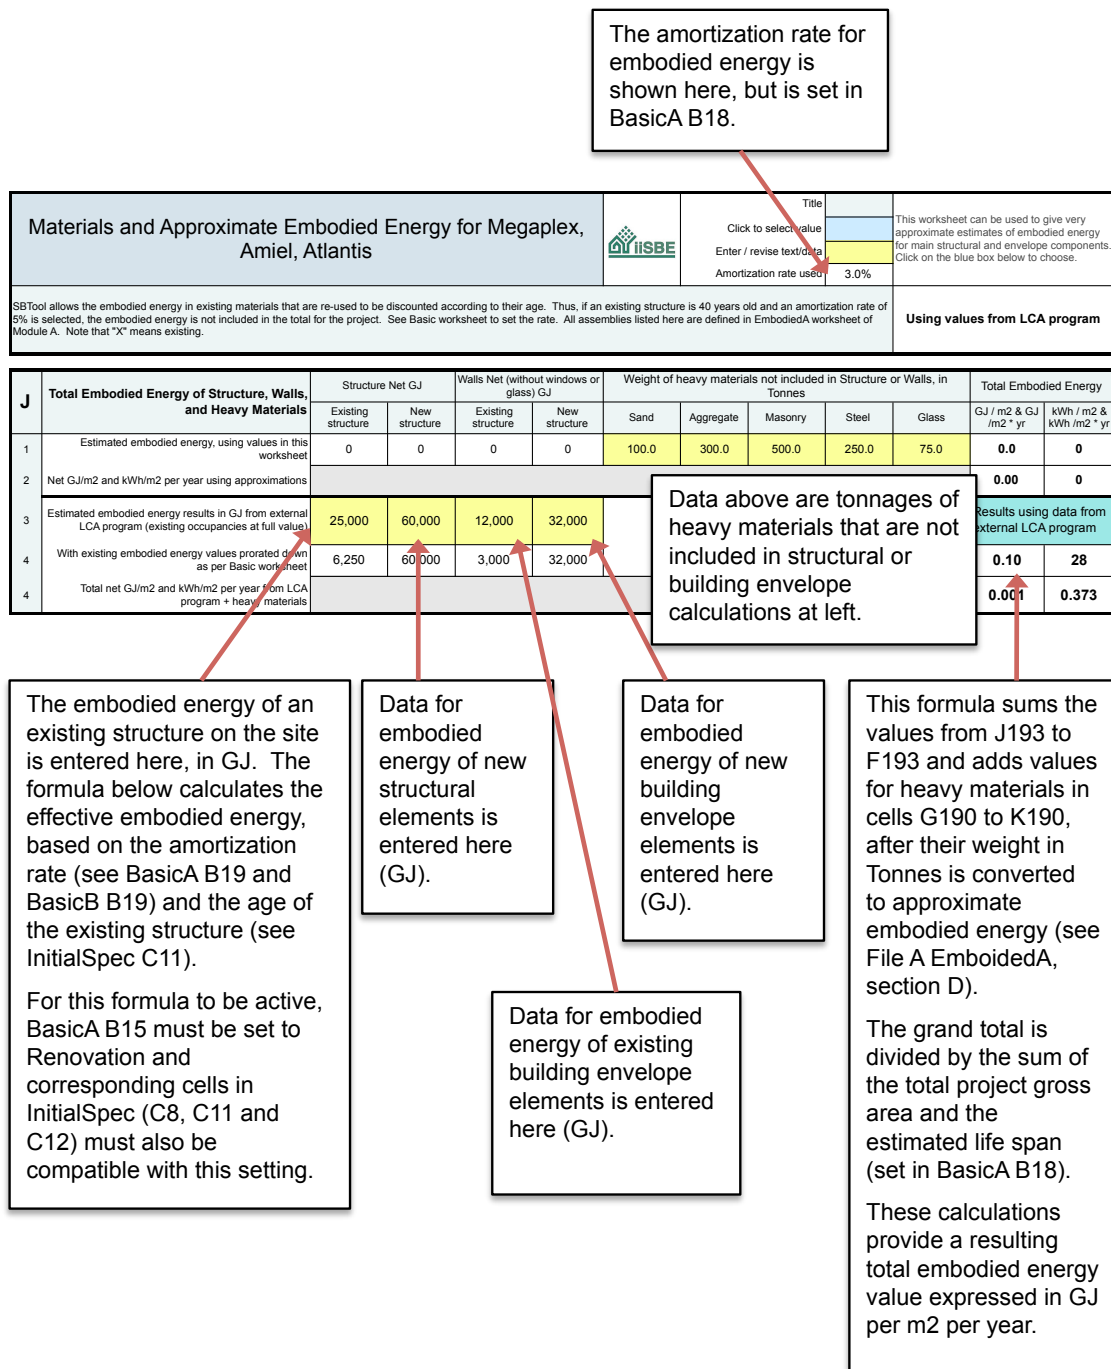 The amortization rate for
embodied energy is
shown here, but is set in
BasicA B18.
Materials and Approximate Embodied Energy for Megaplex,
Amiel, Atlantis
iiSBE
Title
Click to select value
Enter / revise text/data
Amortization rate used
3.0%
This worksheet can be used to give very
approximate estimates of embodied energy
for main structural and envelope components.
Click on the blue box below to choose.
SBTool allows the embodied energy in existing materials that are re-used to be discounted according to their age. Thus, if an existing structure is 40 years old and an amortization rate of
5% is selected, the embodied energy is not included in the total for the project. See Basic worksheet to set the rate. All assemblies listed here are defined in EmbodiedA worksheet of
Module A. Note that "X" means existing.
Using values from LCA program
J
Total Embodied Energy of Structure, Walls,
and Heavy Materials
Structure Net GJ
Walls Net (without windows or
glass) GJ
Weight of heavy materials not included in Structure or Walls, in
Tonnes
Total Embodied Energy
Existing
structure
New
structure
Existing
structure
New
structure
Sand
Aggregate
Masonry
Steel
Glass
GJ / m2 & GJ
/m2 * yr
kWh / m2 &
kWh /m2 * yr
1
Estimated embodied energy, using values in this
worksheet
0
0
0
0
100.0
300.0
500.0
250.0
75.0
0.0
0
2
Net GJ/m2 and kWh/m2 per year using approximations
0.00
0
3
Estimated embodied energy results in GJ from external
LCA program (existing occupancies at full value)
25,000
60,000
12,000
32,000
Results using data from
external LCA program
4
With existing embodied energy values prorated down
as per Basic worksheet
6,250
60,000
3,000
32,000
0.10
28
4
Total net GJ/m2 and kWh/m2 per year from LCA
program + heavy materials
0.001
0.373
Data above are tonnages of
heavy materials that are not
included in structural or
building envelope
calculations at left.
The embodied energy of an
existing structure on the site
is entered here, in GJ. The
formula below calculates the
effective embodied energy,
based on the amortization
rate (see BasicA B19 and
BasicB B19) and the age of
the existing structure (see
InitialSpec C11).
For this formula to be active,
BasicA B15 must be set to
Renovation and
corresponding cells in
InitialSpec (C8, C11 and
C12) must also be
compatible with this setting.
Data for
embodied
energy of new
structural
elements is
entered here
(GJ).
Data for embodied
energy of existing
building envelope
elements is entered
here (GJ).
Data for
embodied
energy of new
building
envelope
elements is
entered here
(GJ).
This formula sums the
values from J193 to
F193 and adds values
for heavy materials in
cells G190 to K190,
after their weight in
Tonnes is converted
to approximate
embodied energy (see
File A EmboidedA,
section D).
The grand total is
divided by the sum of
the total project gross
area and the
estimated life span
(set in BasicA B18).
These calculations
provide a resulting
total embodied energy
value expressed in GJ
per m2 per year.